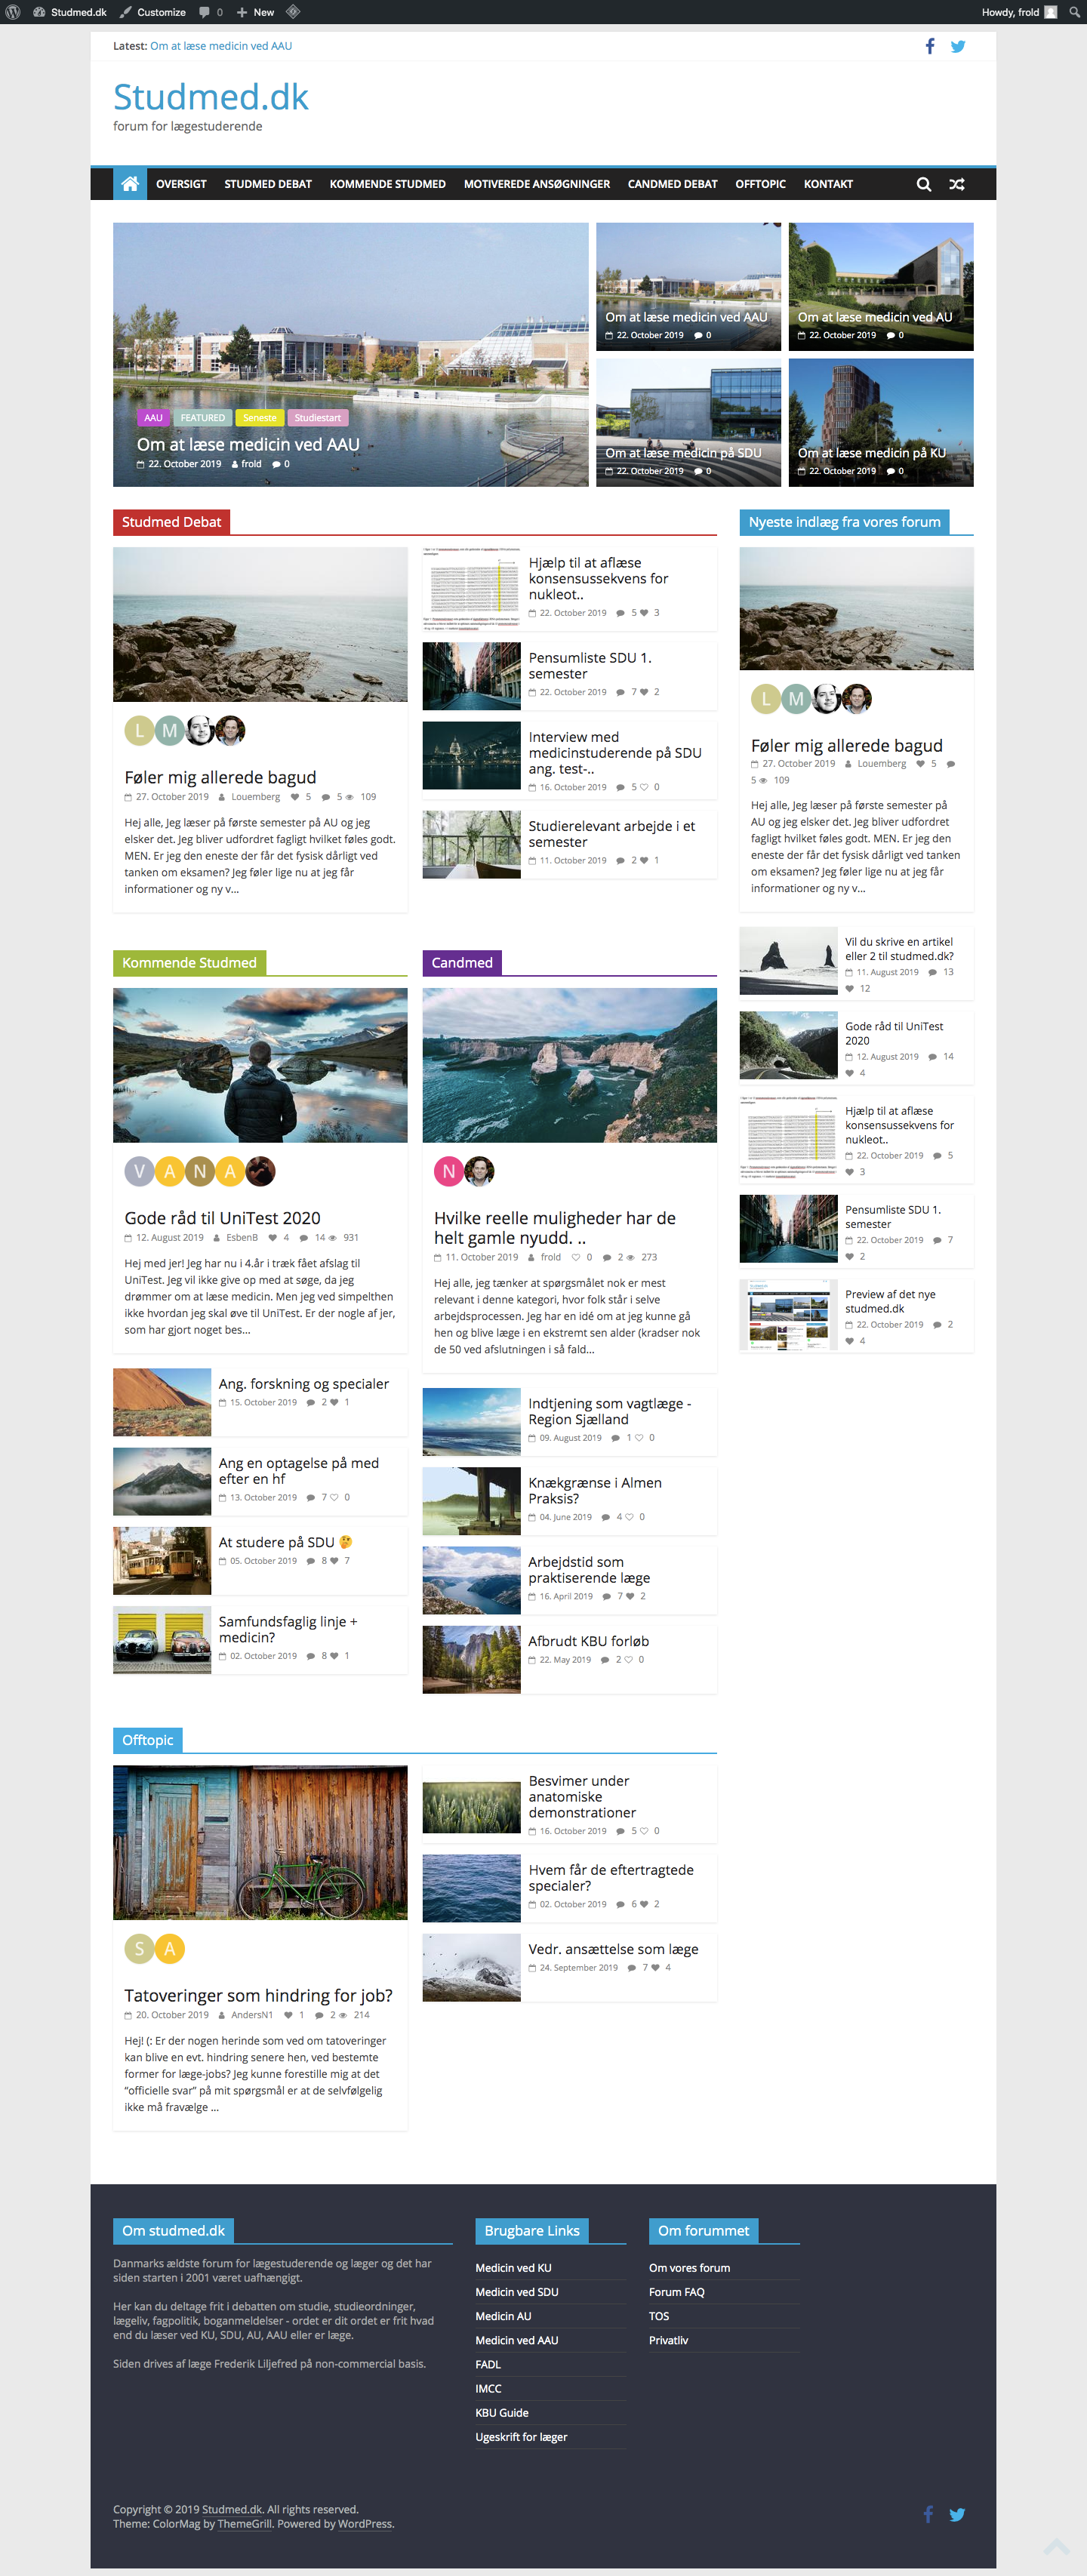 Studmed.dk Customize 0 New Howdy, frold
Latest: Om at læse medicin ved AAU
Studmed.dk
forum for lægestuderende
OVERSIGT STUDMED DEBAT KOMMENDE STUDMED MOTIVEREDE ANSØGNINGER CANDMED DEBAT OFFTOPIC KONTAKT
AAU FEATURED Seneste Studiestart
Om at læse medicin ved AAU
22. October 2019 frold 0
Om at læse medicin ved AAU
22. October 2019 0
Om at læse medicin ved AU
22. October 2019 0
Om at læse medicin på SDU
22. October 2019 0
Om at læse medicin på KU
22. October 2019 0
Studmed Debat
L M
Føler mig allerede bagud
27. October 2019 Louemberg 5 5 109
Hej alle, Jeg læser på første semester på AU og jeg
elsker det. Jeg bliver udfordret fagligt hvilket føles godt.
MEN. Er jeg den eneste der får det fysisk dårligt ved
tanken om eksamen? Jeg føler lige nu at jeg får
informationer og ny v...
Hjælp til at aflæse
konsensussekvens for
nukleot..
22. October 2019 5 3
Pensumliste SDU 1.
semester
22. October 2019 7 2
Interview med
medicinstuderende på SDU
ang. test-..
16. October 2019 5 0
Studierelevant arbejde i et
semester
11. October 2019 2 1
Nyeste indlæg fra vores forum
L M
Føler mig allerede bagud
27. October 2019 Louemberg 5
5 109
Hej alle, Jeg læser på første semester på
AU og jeg elsker det. Jeg bliver udfordret
fagligt hvilket føles godt. MEN. Er jeg den
eneste der får det fysisk dårligt ved tanken
om eksamen? Jeg føler lige nu at jeg får
informationer og ny v...
Vil du skrive en artikel
eller 2 til studmed.dk?
11. August 2019 13
12
Gode råd til UniTest
2020
12. August 2019 14
4
Hjælp til at aflæse
konsensussekvens for
nukleot..
22. October 2019 5
3
Pensumliste SDU 1.
semester
22. October 2019 7
2
Preview af det nye
studmed.dk
22. October 2019 2
4
Kommende Studmed
V A N A
Gode råd til UniTest 2020
12. August 2019 EsbenB 4 14 931
Hej med jer! Jeg har nu i 4.år i træk fået afslag til
UniTest. Jeg vil ikke give op med at søge, da jeg
drømmer om at læse medicin. Men jeg ved simpelthen
ikke hvordan jeg skal øve til UniTest. Er der nogle af jer,
som har gjort noget bes...
Ang. forskning og specialer
15. October 2019 2 1
Ang en optagelse på med
efter en hf
13. October 2019 7 0
At studere på SDU 🤔
05. October 2019 8 7
Samfundsfaglig linje +
medicin?
02. October 2019 8 1
Candmed
N
Hvilke reelle muligheder har de
helt gamle nyudd. ..
11. October 2019 frold 0 2 273
Hej alle, jeg tænker at spørgsmålet nok er mest
relevant i denne kategori, hvor folk står i selve
arbejdsprocessen. Jeg har en idé om at jeg kunne gå
hen og blive læge i en ekstremt sen alder (kradser nok
de 50 ved afslutningen i så fald...
Indtjening som vagtlæge -
Region Sjælland
09. August 2019 1 0
Knækgrænse i Almen
Praksis?
04. June 2019 4 0
Arbejdstid som
praktiserende læge
16. April 2019 7 2
Afbrudt KBU forløb
22. May 2019 2 0
Offtopic
S A
Tatoveringer som hindring for job?
20. October 2019 AndersN1 1 2 214
Hej! (: Er der nogen herinde som ved om tatoveringer
kan blive en evt. hindring senere hen, ved bestemte
former for læge-jobs? Jeg kunne forestille mig at det
“officielle svar” på mit spørgsmål er at de selvfølgelig
ikke må fravælge ...
Besvimer under
anatomiske
demonstrationer
16. October 2019 5 0
Hvem får de eftertragtede
specialer?
02. October 2019 6 2
Vedr. ansættelse som læge
24. September 2019 7 4
Om studmed.dk
Danmarks ældste forum for lægestuderende og læger og det har
siden starten i 2001 været uafhængigt.
Her kan du deltage frit i debatten om studie, studieordninger,
lægeliv, fagpolitik, boganmeldelser - ordet er dit ordet er frit hvad
end du læser ved KU, SDU, AU, AAU eller er læge.
Siden drives af læge Frederik Liljefred på non-commercial basis.
Brugbare Links
Medicin ved KU
Medicin ved SDU
Medicin AU
Medicin ved AAU
FADL
IMCC
KBU Guide
Ugeskrift for læger
Om forummet
Om vores forum
Forum FAQ
TOS
Privatliv
Copyright © 2019 Studmed.dk. All rights reserved.
Theme: ColorMag by ThemeGrill. Powered by WordPress.